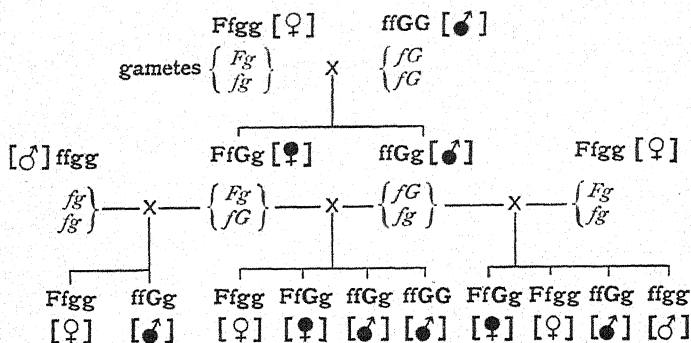 Ffgg [♀] ffGG [♂]
gametes { Fg } × { fG
{ fg } { fG
[♂] ffgg FfGg [♀] ffGg [♂] Ffgg [♀]
fg } × { Fg } × { fG } × { Fg
fg } { fG } { fg } { fg
Ffgg ffGg Ffgg FfGg ffGg ffGG FfGg Ffgg ffGg ffgg
[♀] [♂] [♀] [♀] [♂] [♂] [♀] [♀] [♂] [♂]